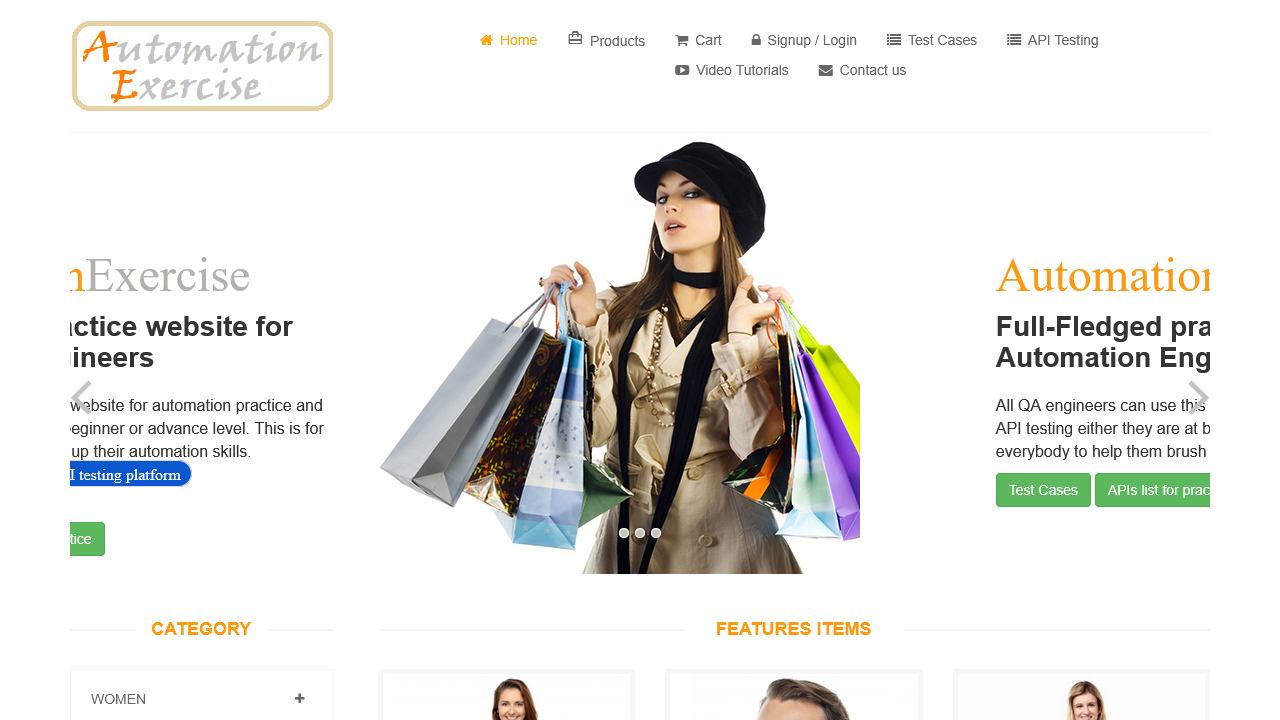 Automation
Exercise
Home
Products
Cart
Signup / Login
Test Cases
API Testing
Video Tutorials
Contact us
nExercise
actice website for
gineers
website for automation practice and
beginner or advance level. This is for
up their automation skills.
I testing platform
tice
Automation
Full-Fledged pra
Automation Eng
All QA engineers can use this
API testing either they are at b
everybody to help them brush
Test Cases
APIs list for prac
CATEGORY
FEATURES ITEMS
WOMEN